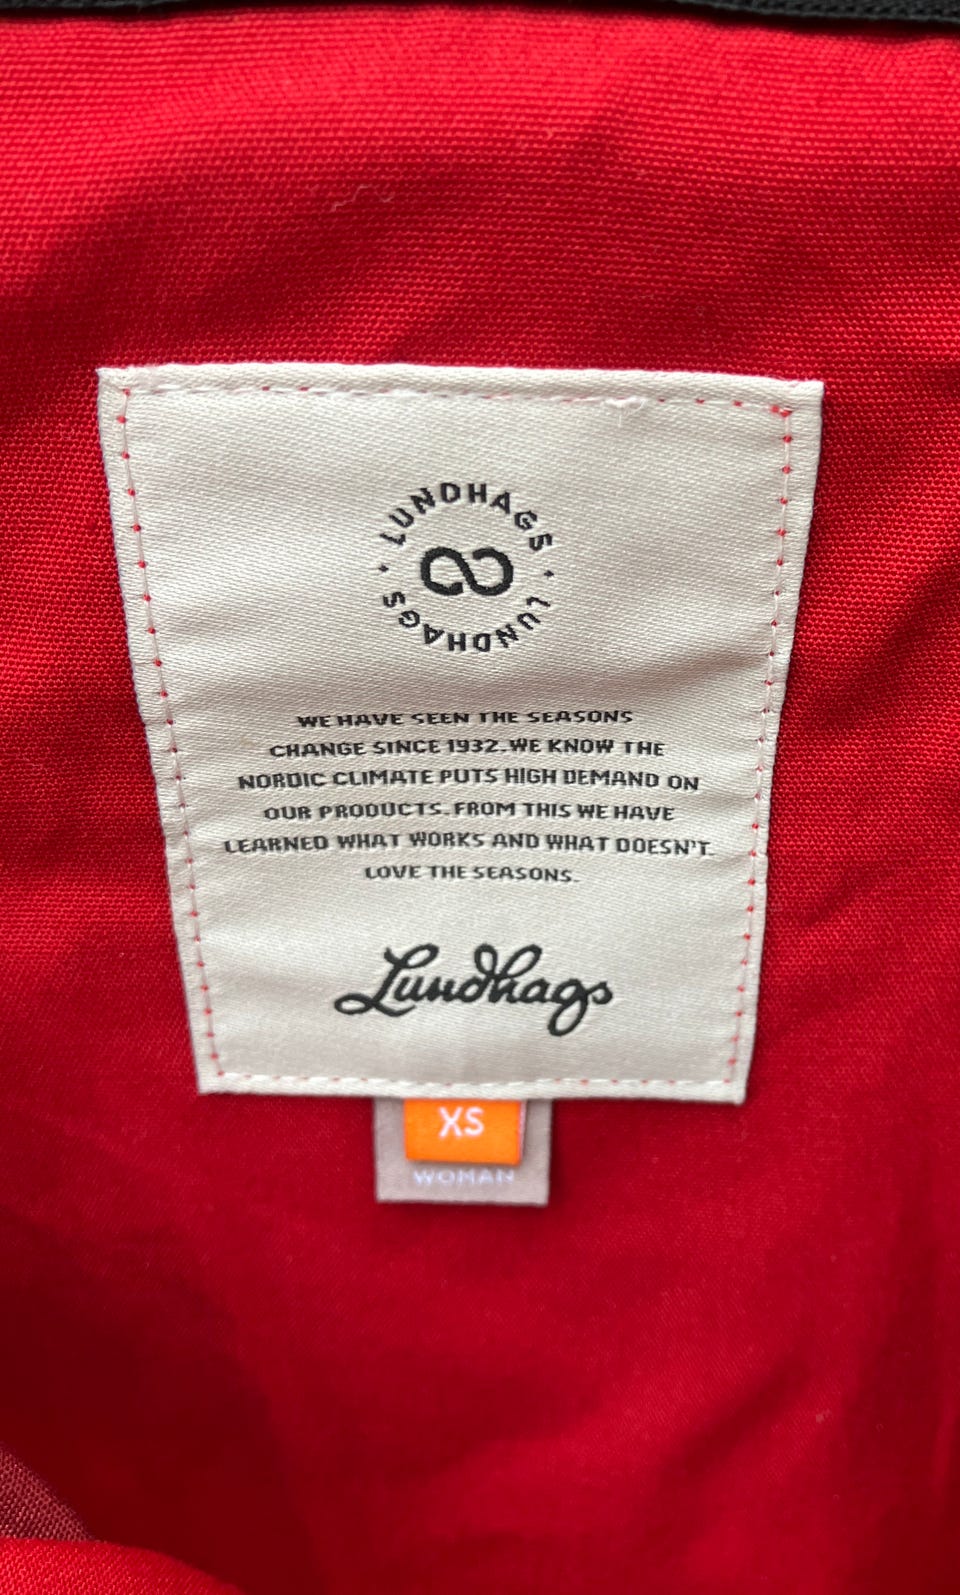 LUNDHAGS · LUNDHAGS ·
WE HAVE SEEN THE SEASONS
CHANGE SINCE 1932. WE KNOW THE
NORDIC CLIMATE PUTS HIGH DEMAND ON
OUR PRODUCTS. FROM THIS WE HAVE
LEARNED WHAT WORKS AND WHAT DOESN'T.
LOVE THE SEASONS.
Lundhags
XS
WOMAN